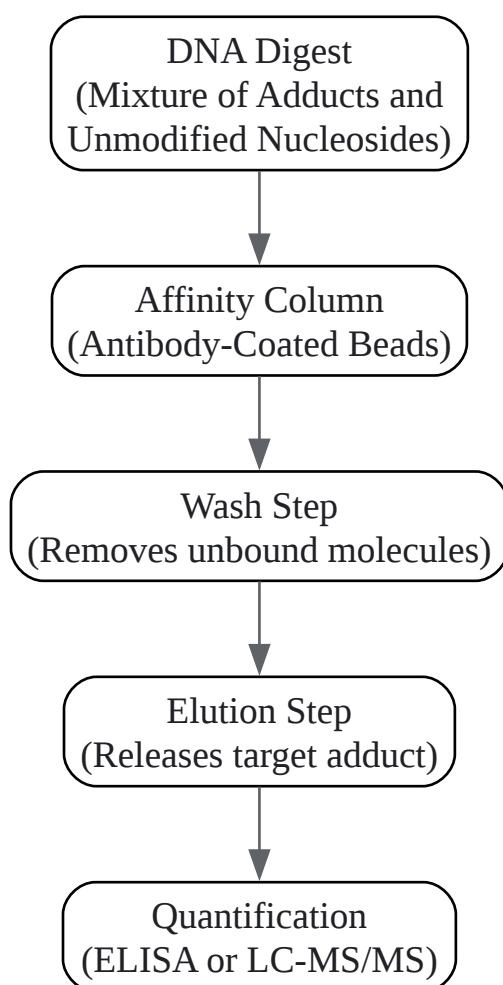 DNA Digest
(Mixture of Adducts and
Unmodified Nucleosides)
Affinity Column
(Antibody-Coated Beads)
Wash Step
(Removes unbound molecules)
Elution Step
(Releases target adduct)
Quantification
(ELISA or LC-MS/MS)